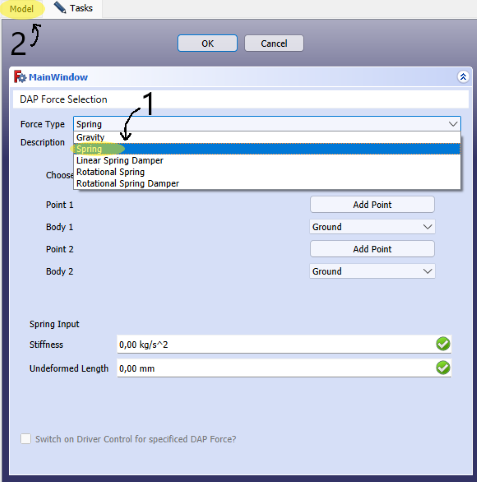 Model
Tasks
2
OK
Cancel
MainWindow
DAP Force Selection
1
Force Type Spring
Gravity
Description Spring
Linear Spring Damper
Choose Rotational Spring
Rotational Spring Damper
Point 1 Add Point
Body 1 Ground
Point 2 Add Point
Body 2 Ground
Spring Input
Stiffness 0,00 kg/s^2
Undeformed Length 0,00 mm
Switch on Driver Control for specificed DAP Force?